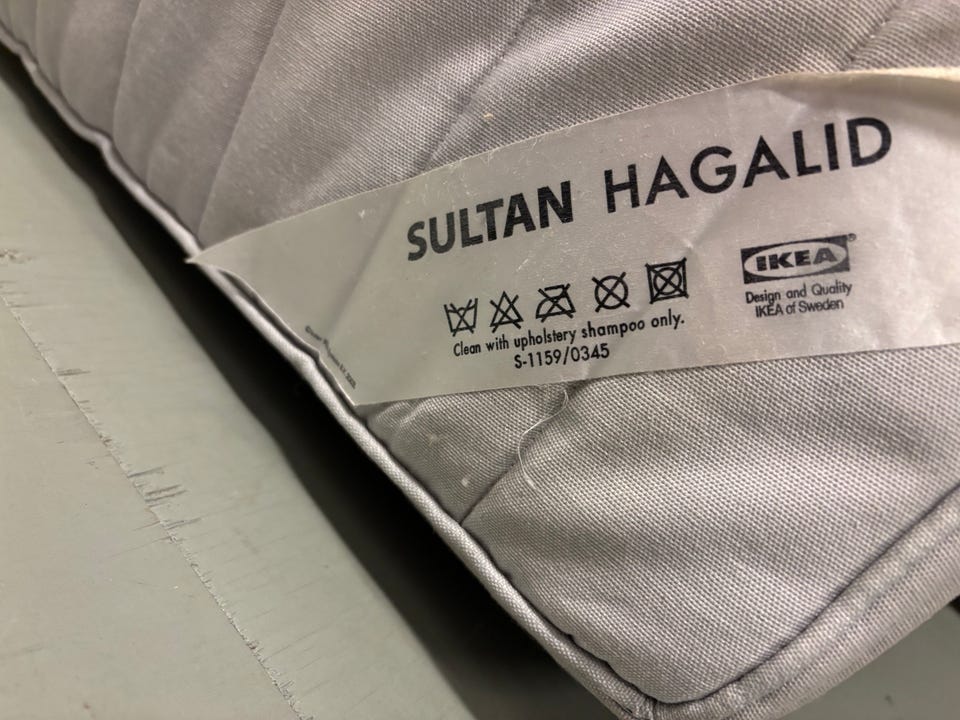 SULTAN HAGALID
IKEA®
Design and Quality
IKEA of Sweden
Clean with upholstery shampoo only.
S-1159/0345